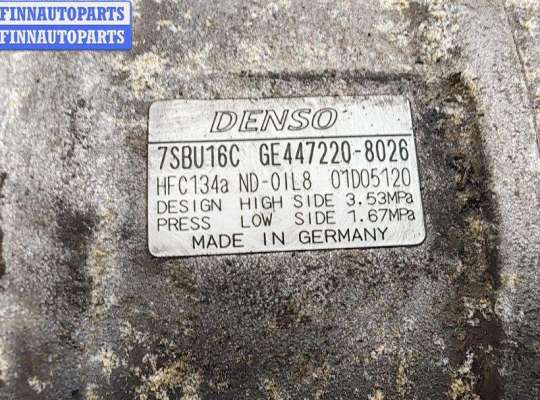 FINNAUTOPARTS
FINNAUTOPARTS
DENSO
7SBU16C GE447220-8026
HFC134a ND-OIL8 01D05120
DESIGN HIGH SIDE 3.53MPa
PRESS LOW SIDE 1.67MPa
MADE IN GERMANY